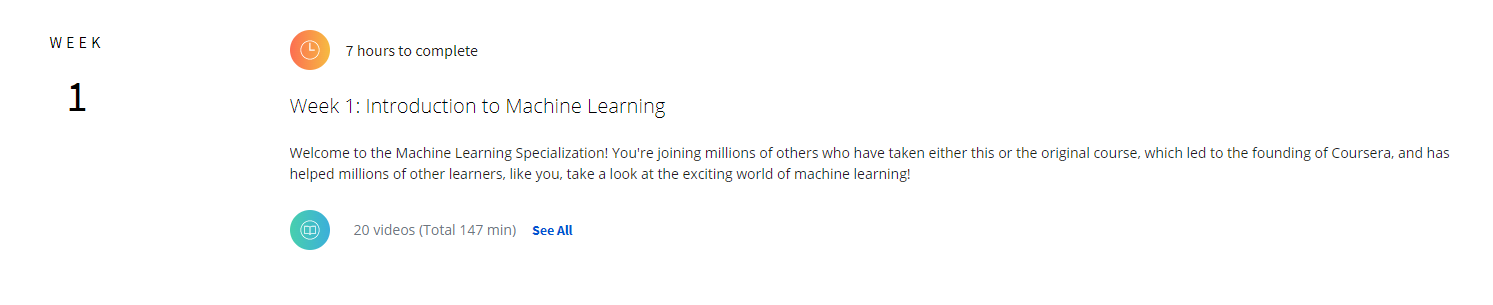 WEEK
1
7 hours to complete
Week 1: Introduction to Machine Learning
Welcome to the Machine Learning Specialization! You're joining millions of others who have taken either this or the original course, which led to the founding of Coursera, and has
helped millions of other learners, like you, take a look at the exciting world of machine learning!
20 videos (Total 147 min) See All